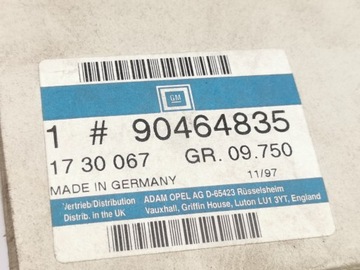 GM
1 # 90464835
17 30 067 GR. 09.750
MADE IN GERMANY 11/97
Vertrieb/Distribution ADAM OPEL AG D-65423 Rüsselsheim
Distrib. in the UK Vauxhall, Griffin House, Luton LU1 3YT, England